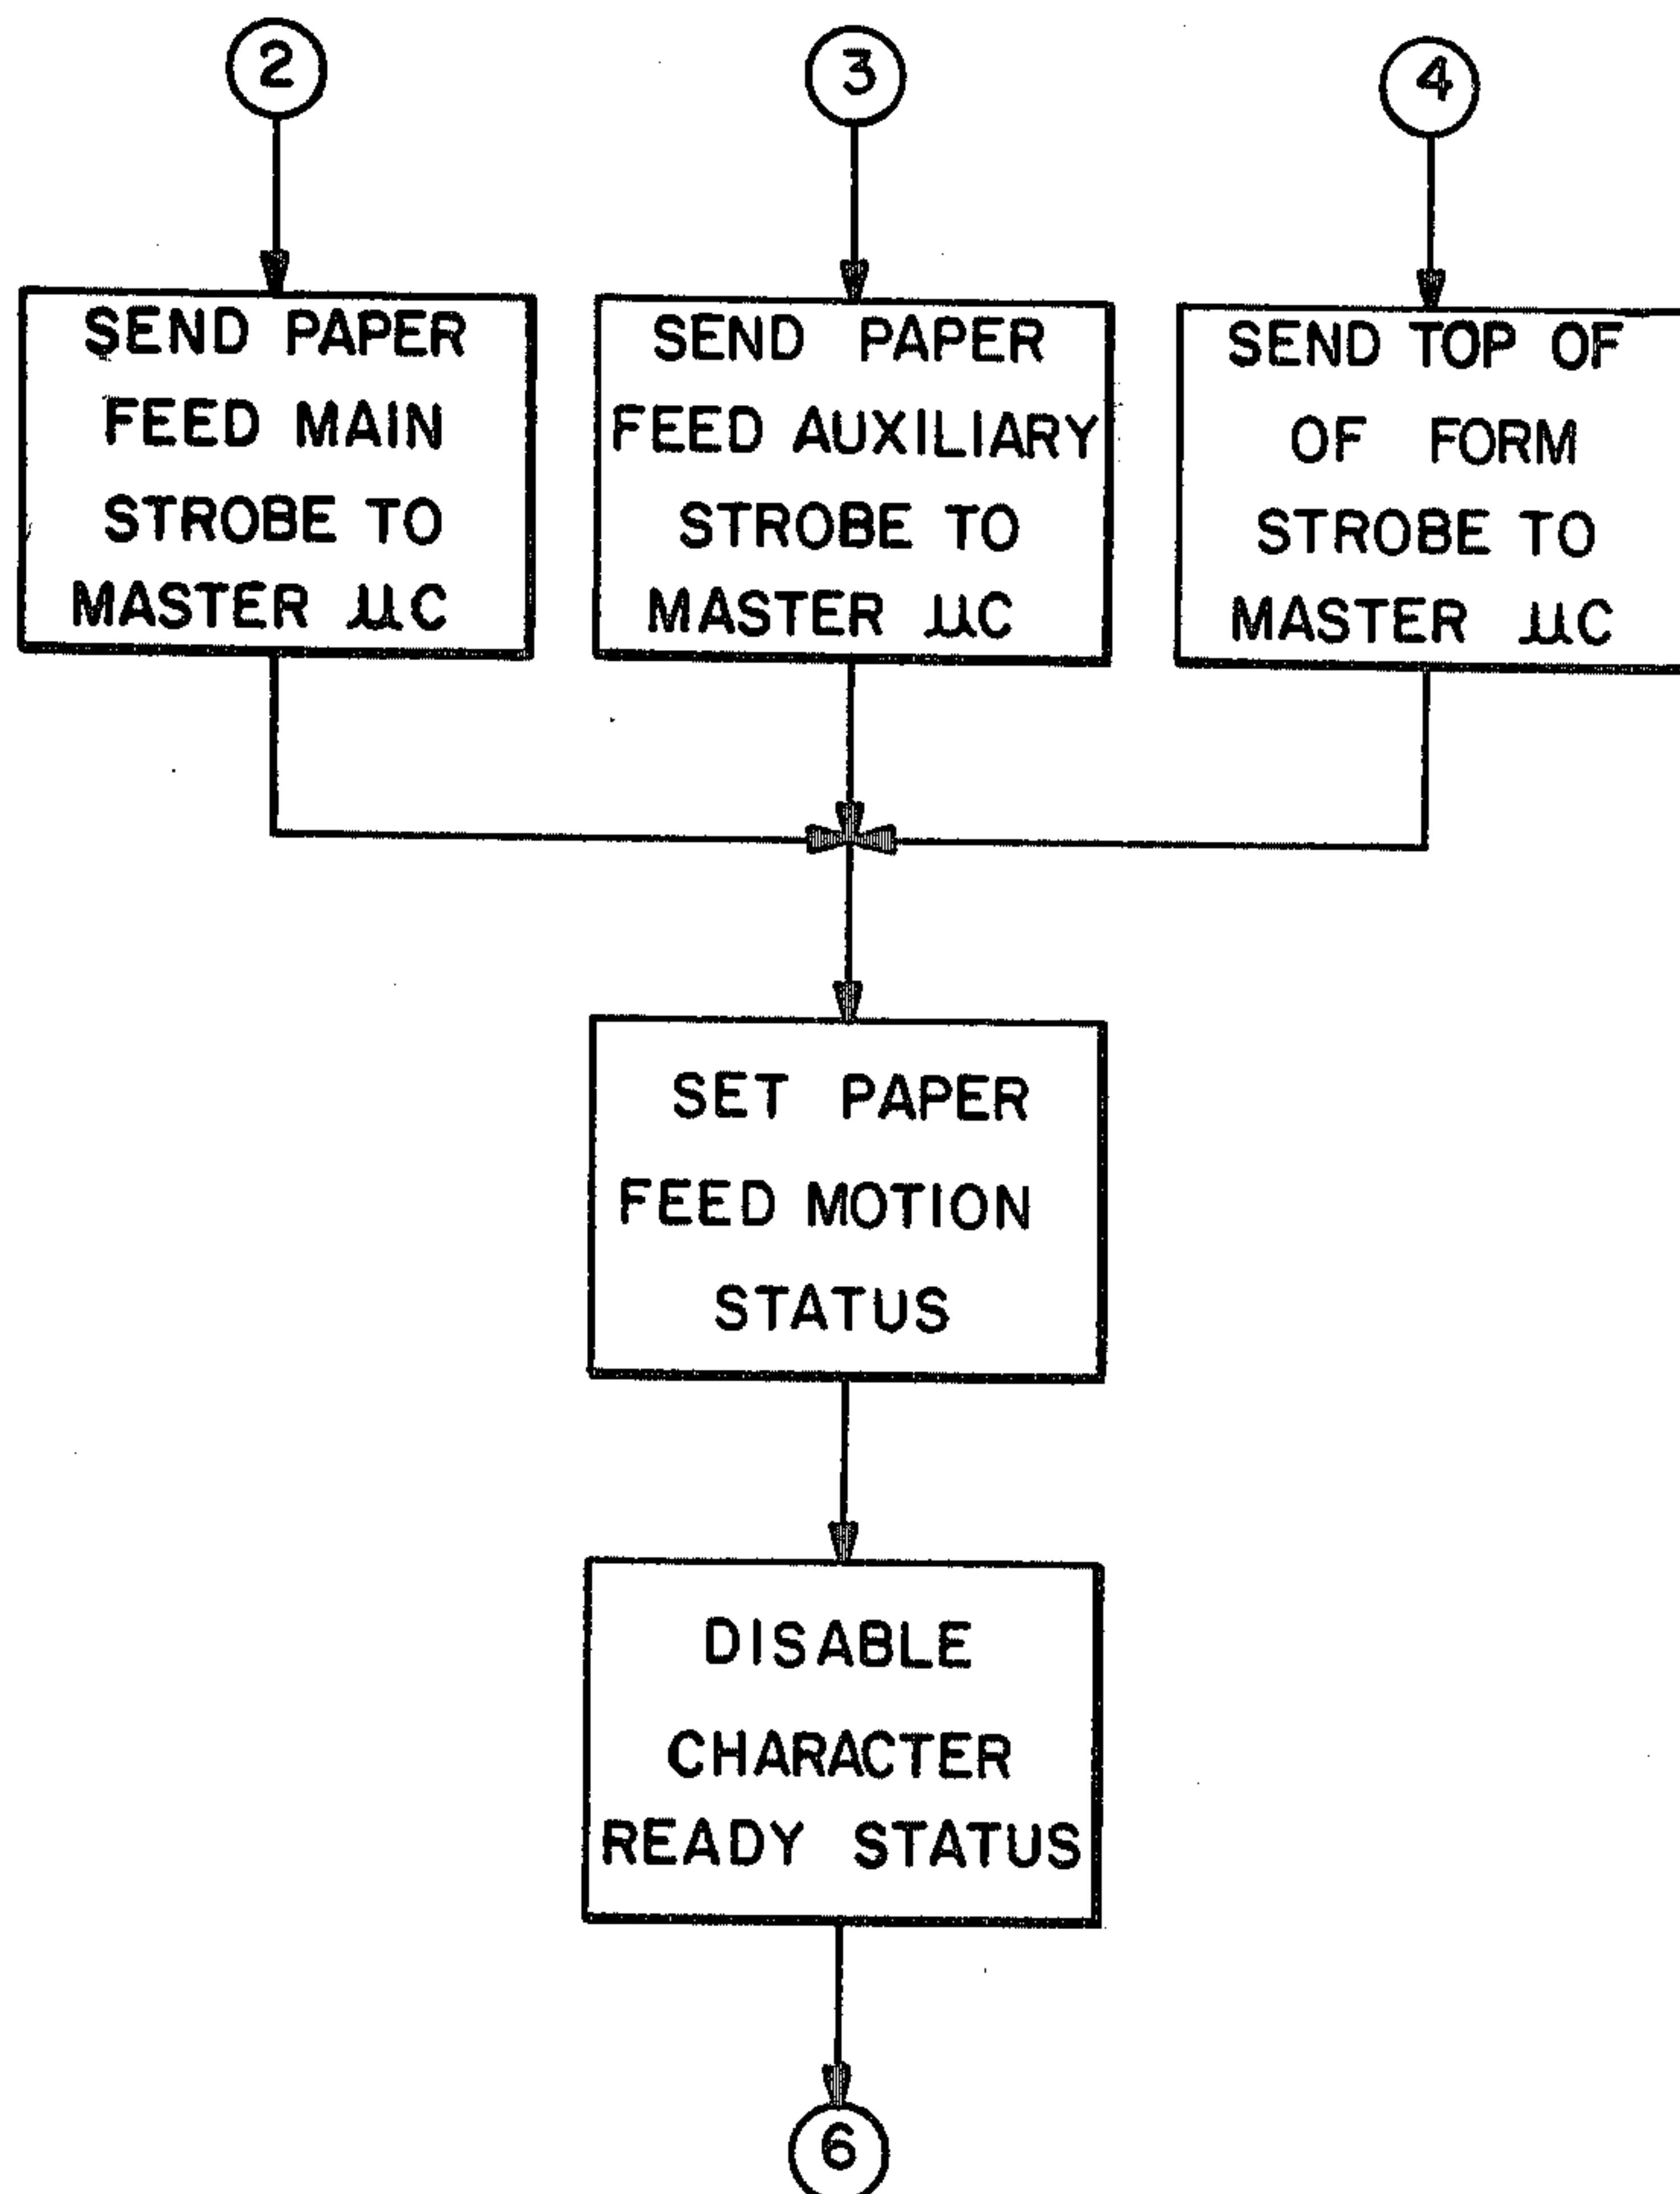 2
3
4
SEND PAPER
FEED MAIN
STROBE TO
MASTER µC
SEND PAPER
FEED AUXILIARY
STROBE TO
MASTER µC
SEND TOP OF
OF FORM
STROBE TO
MASTER µC
SET PAPER
FEED MOTION
STATUS
DISABLE
CHARACTER
READY STATUS
6